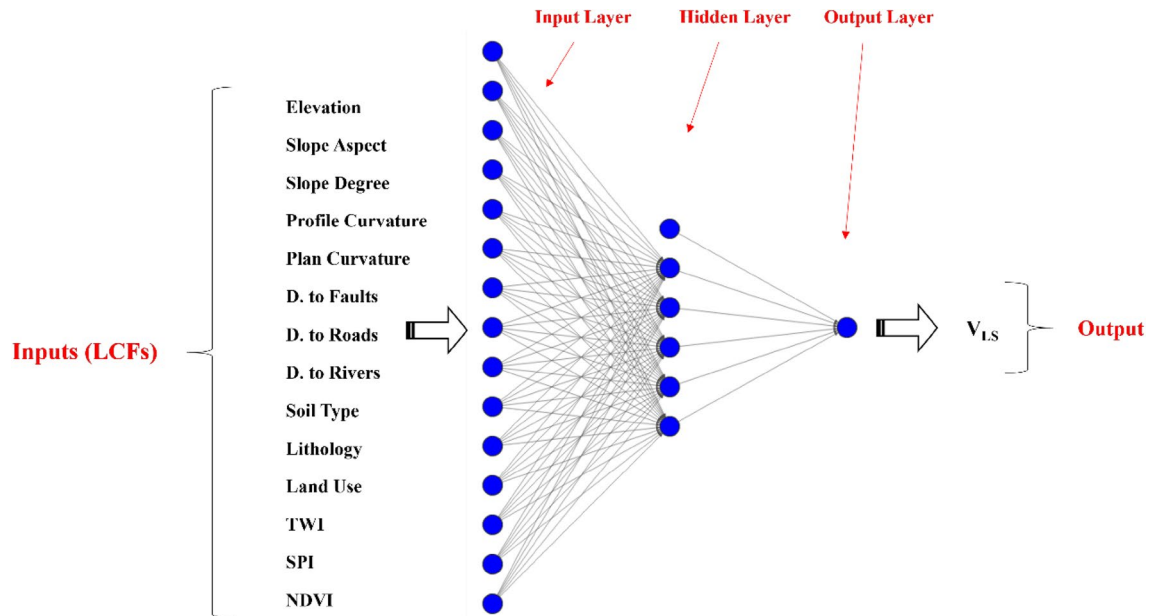 Input Layer
Hidden Layer
Output Layer
Inputs (LCFs)
Elevation
Slope Aspect
Slope Degree
Profile Curvature
Plan Curvature
D. to Faults
D. to Roads
D. to Rivers
Soil Type
Lithology
Land Use
TWI
SPI
NDVI
VLS
Output